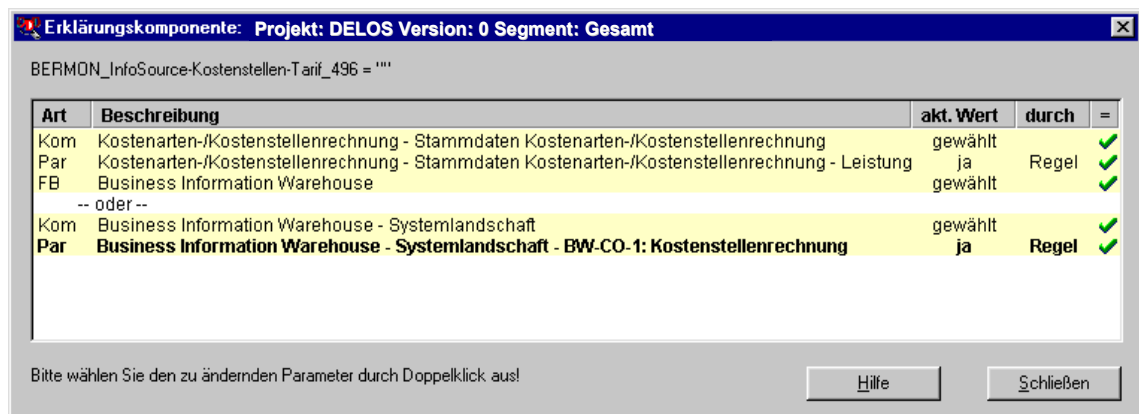 Erklärungskomponente: Projekt: DELOS Version: 0 Segment: Gesamt
BERMON_InfoSource-Kostenstellen-Tarif_496 = ""
Art Beschreibung akt. Wert durch =
Kom Kostenarten-/Kostenstellenrechnung - Stammdaten Kostenarten-/Kostenstellenrechnung gewählt
Par Kostenarten-/Kostenstellenrechnung - Stammdaten Kostenarten-/Kostenstellenrechnung - Leistung ja Regel
FB Business Information Warehouse gewählt
-- oder --
Kom Business Information Warehouse - Systemlandschaft gewählt
Par Business Information Warehouse - Systemlandschaft - BW-CO-1: Kostenstellenrechnung ja Regel
Bitte wählen Sie den zu ändernden Parameter durch Doppelklick aus!
Hilfe Schließen